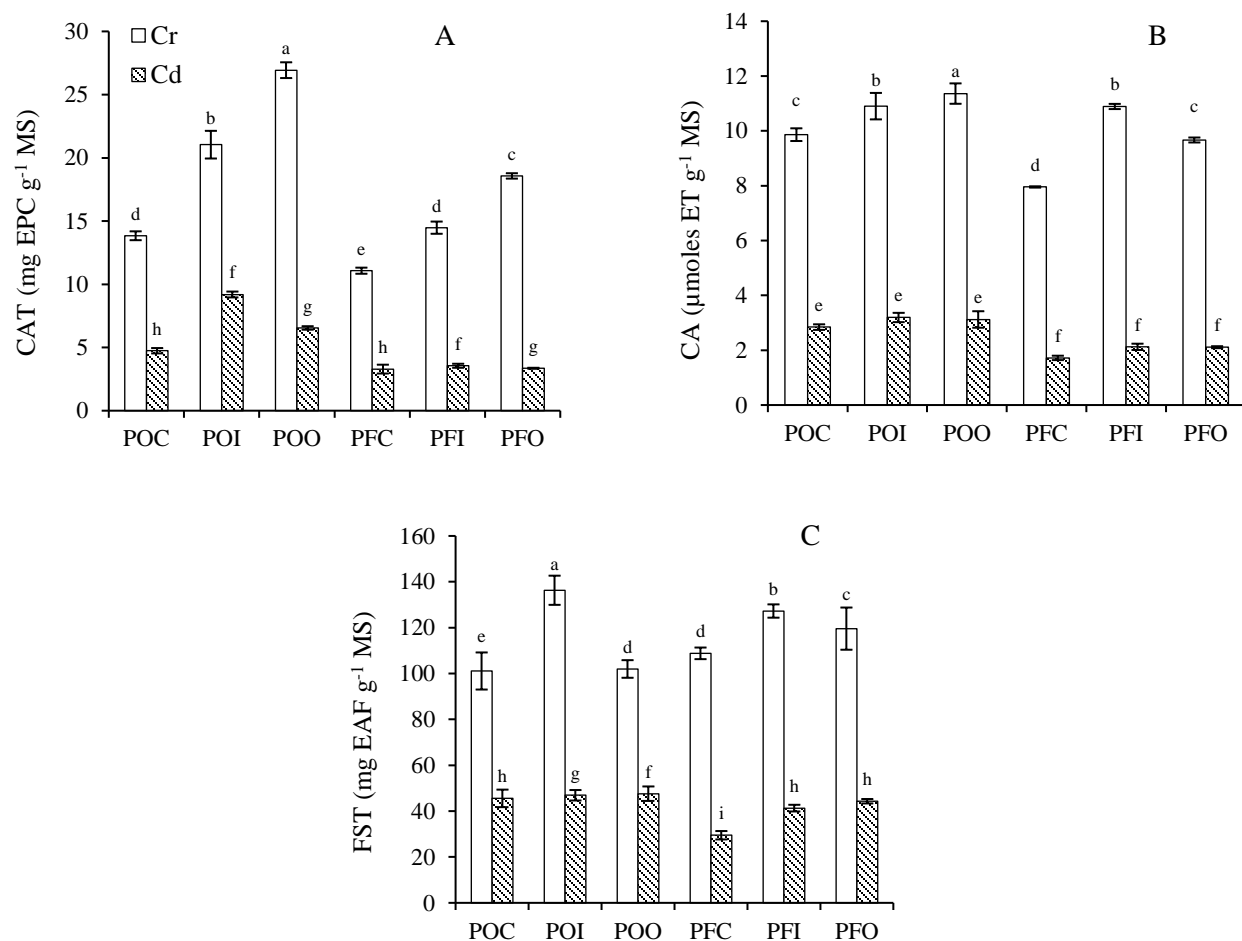 A
Cr
Cd
CAT (mg EPC g-1 MS)
30
25
20
15
10
5
0
d
h
b
f
a
g
e
h
d
f
c
g
POC POI POO PFC PFI PFO
B
CA (µmoles ET g-1 MS)
14
12
10
8
6
4
2
0
c
e
b
e
a
e
d
f
b
f
c
f
POC POI POO PFC PFI PFO
C
FST (mg EAF g-1 MS)
160
140
120
100
80
60
40
20
0
e
h
a
g
d
f
d
i
b
h
c
h
POC POI POO PFC PFI PFO